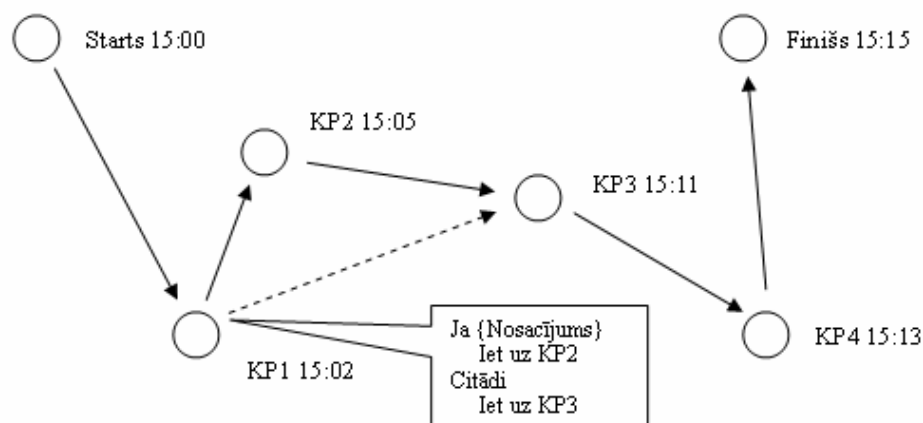 Starts 15:00
Finišs 15:15
KP2 15:05
KP3 15:11
KP1 15:02
Ja {Nosacījums}
Iet uz KP2
Citādi
Iet uz KP3
KP4 15:13